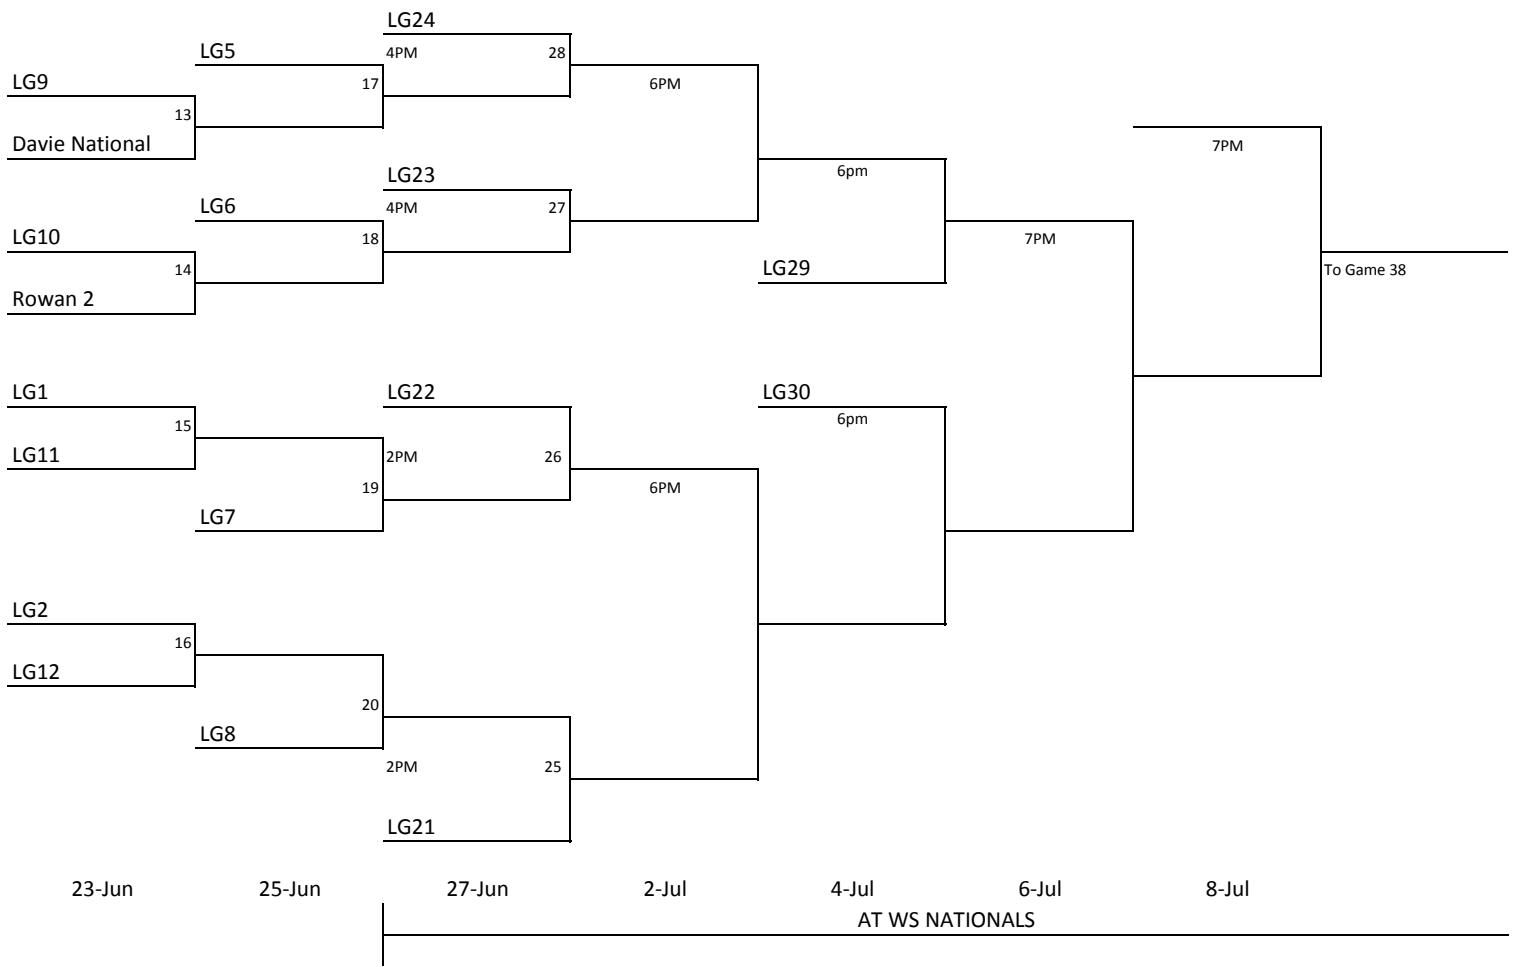 LG24
LG5
4PM 28
LG9
17
6PM
13
Davie National
7PM
LG23
6pm
LG6
4PM 27
LG10
18
7PM
14
LG29
To Game 38
Rowan 2
LG1
LG22
LG30
15
6pm
LG11
2PM 26
19
6PM
LG7
LG2
16
LG12
20
LG8
2PM 25
LG21
23-Jun 25-Jun 27-Jun 2-Jul 4-Jul 6-Jul 8-Jul
AT WS NATIONALS